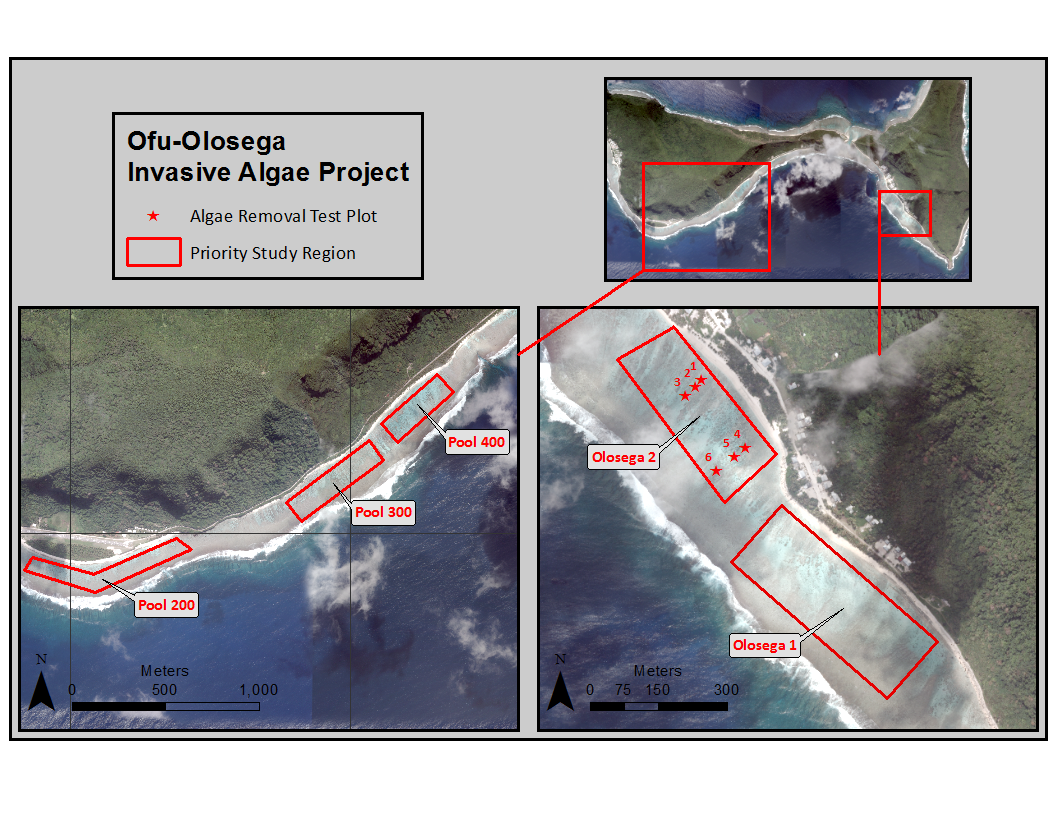 Ofu-Olosega
Invasive Algae Project
Algae Removal Test Plot
Priority Study Region
Pool 400
Pool 300
Pool 200
N
Meters
0 500 1,000
1
2
3
4
5
6
Olosega 2
Olosega 1
N
Meters
0 75 150 300